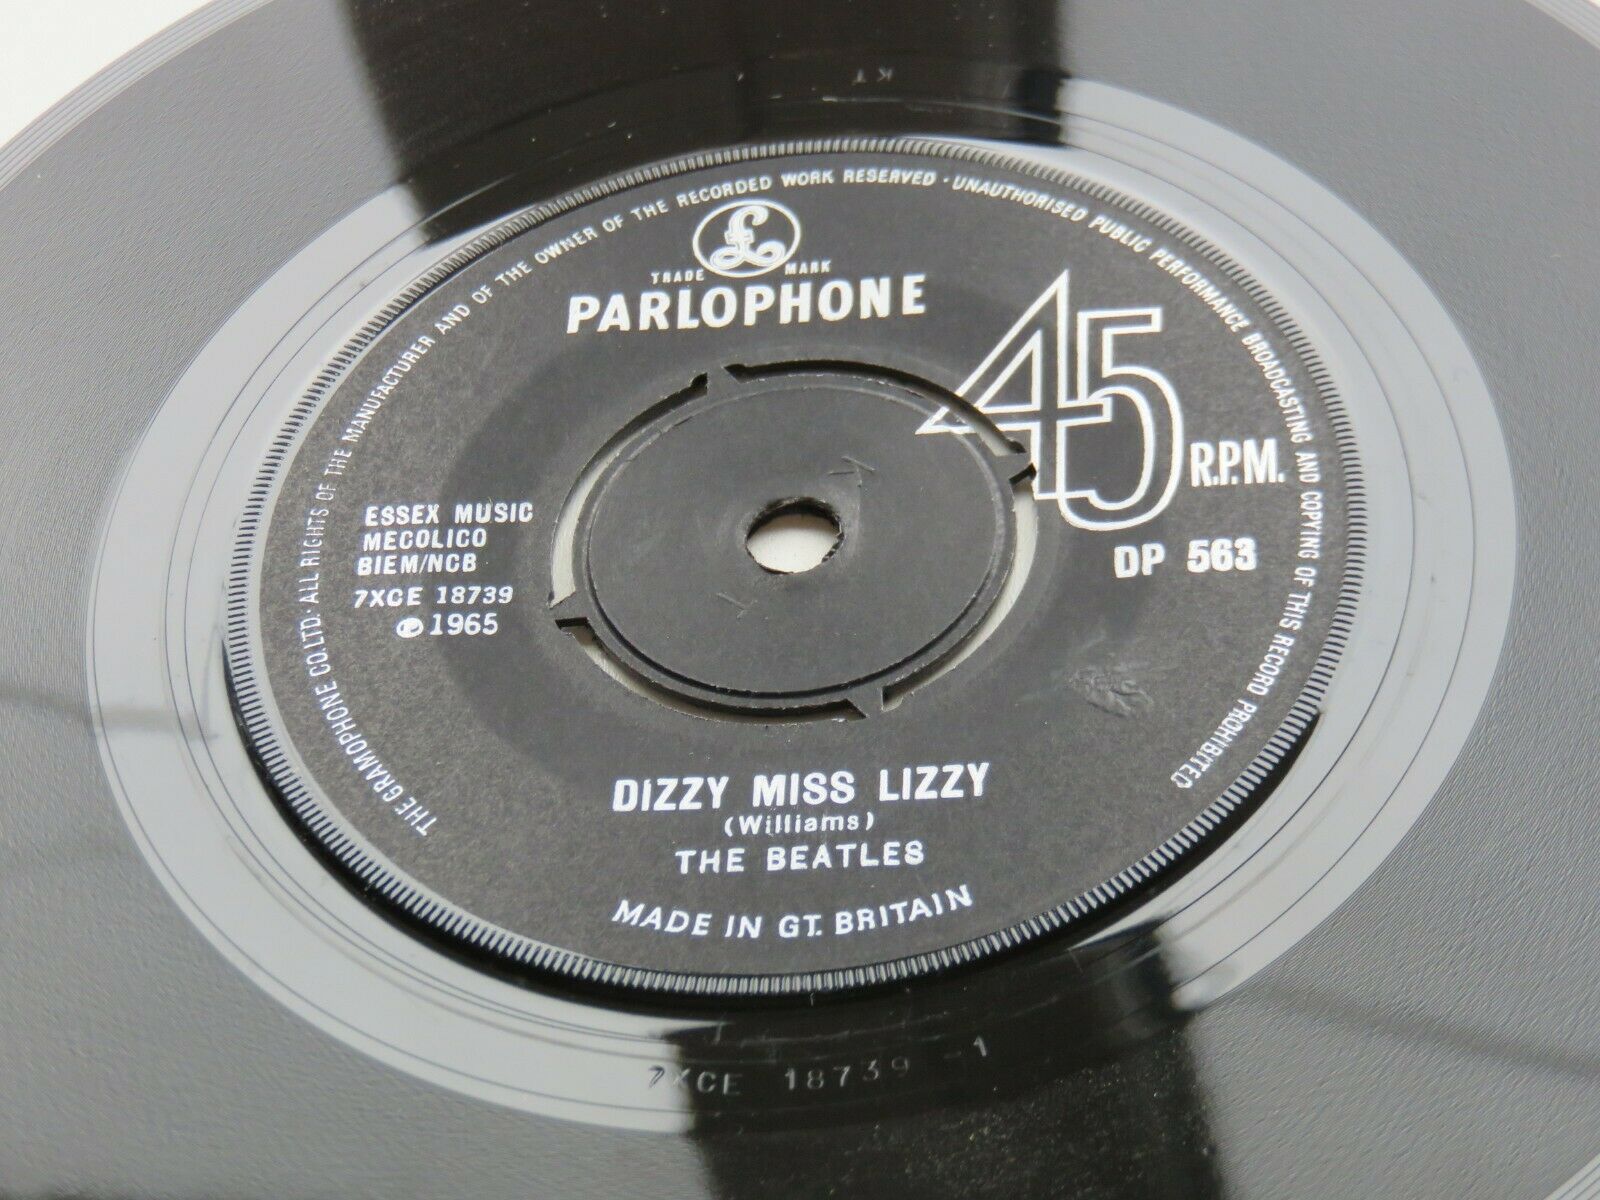 KT
THE GRAMOPHONE CO. LTD. · ALL RIGHTS OF THE MANUFACTURER AND OF THE OWNER OF THE RECORDED WORK RESERVED · UNAUTHORISED PUBLIC PERFORMANCE BROADCASTING AND COPYING OF THIS RECORD PROHIBITED
£
TRADE MARK
PARLOPHONE
45
R.P.M.
ESSEX MUSIC
MECOLICO
BIEM/NCB
7XCE 18739
℗ 1965
DP 563
DIZZY MISS LIZZY
(Williams)
THE BEATLES
MADE IN GT. BRITAIN
7XCE 18739 -1